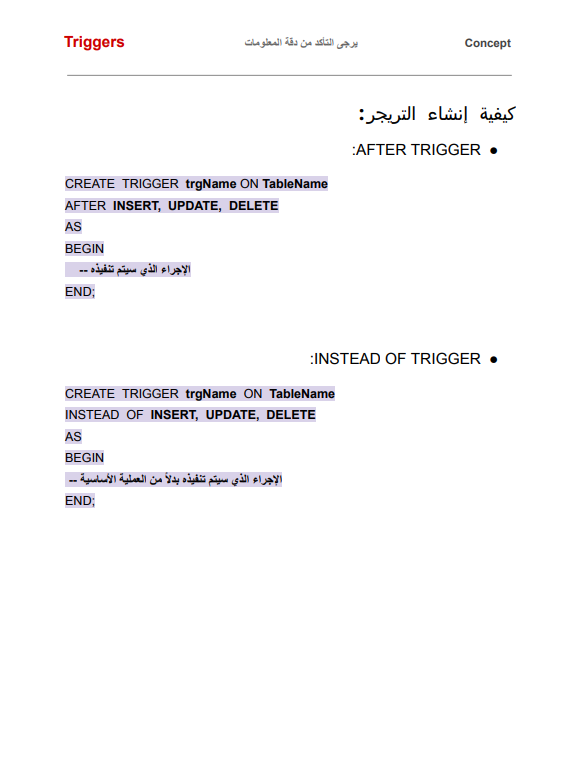 Triggers
يرجى التأكد من دقة المعلومات
Concept
كيفية إنشاء التريجر:
● AFTER TRIGGER:
CREATE TRIGGER trgName ON TableName
AFTER INSERT, UPDATE, DELETE
AS
BEGIN
-- الإجراء الذي سيتم تنفيذه
END;
● INSTEAD OF TRIGGER:
CREATE TRIGGER trgName ON TableName
INSTEAD OF INSERT, UPDATE, DELETE
AS
BEGIN
-- الإجراء الذي سيتم تنفيذه بدلاً من العملية الأساسية
END;